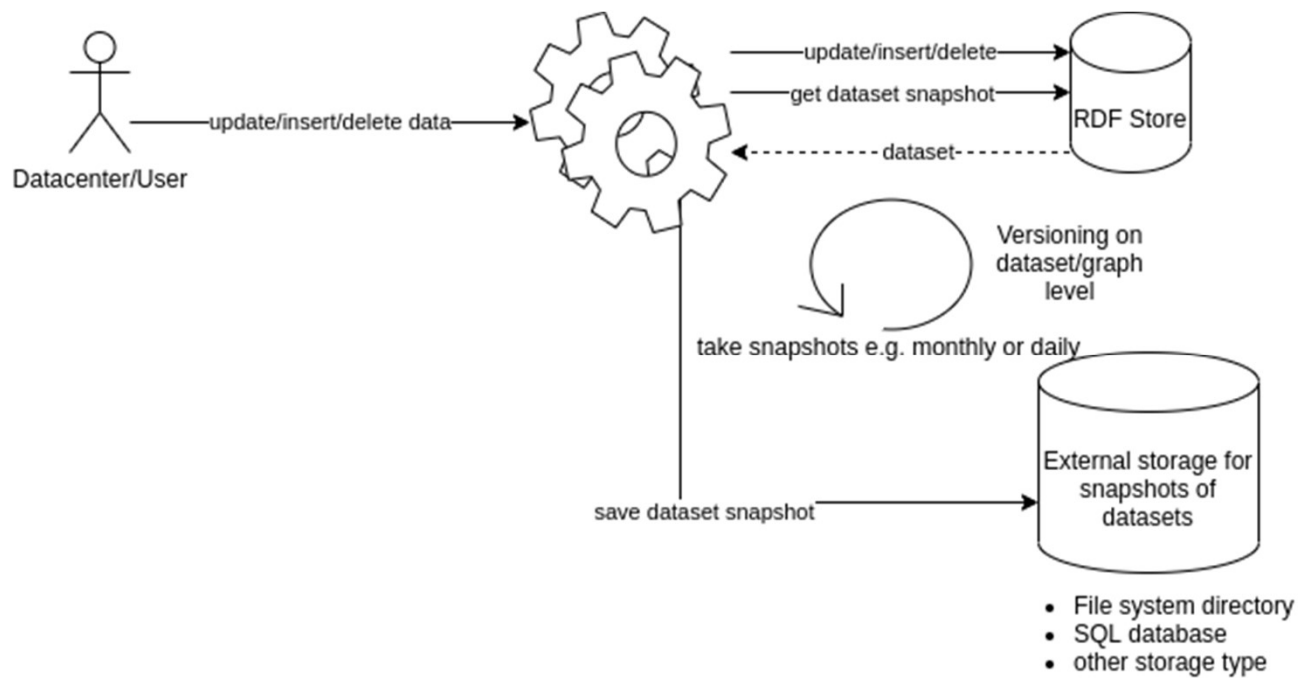 update/insert/delete
get dataset snapshot
RDF Store
update/insert/delete data
dataset
Datacenter/User
Versioning on
dataset/graph
level
take snapshots e.g. monthly or daily
External storage for
snapshots of
datasets
save dataset snapshot
• File system directory
• SQL database
• other storage type